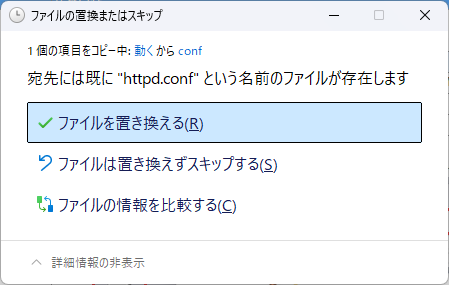 ファイルの置換またはスキップ
1 個の項目をコピー中: 動く から conf
宛先には既に "httpd.conf" という名前のファイルが存在します
ファイルを置き換える(R)
ファイルは置き換えずスキップする(S)
ファイルの情報を比較する(C)
詳細情報の非表示